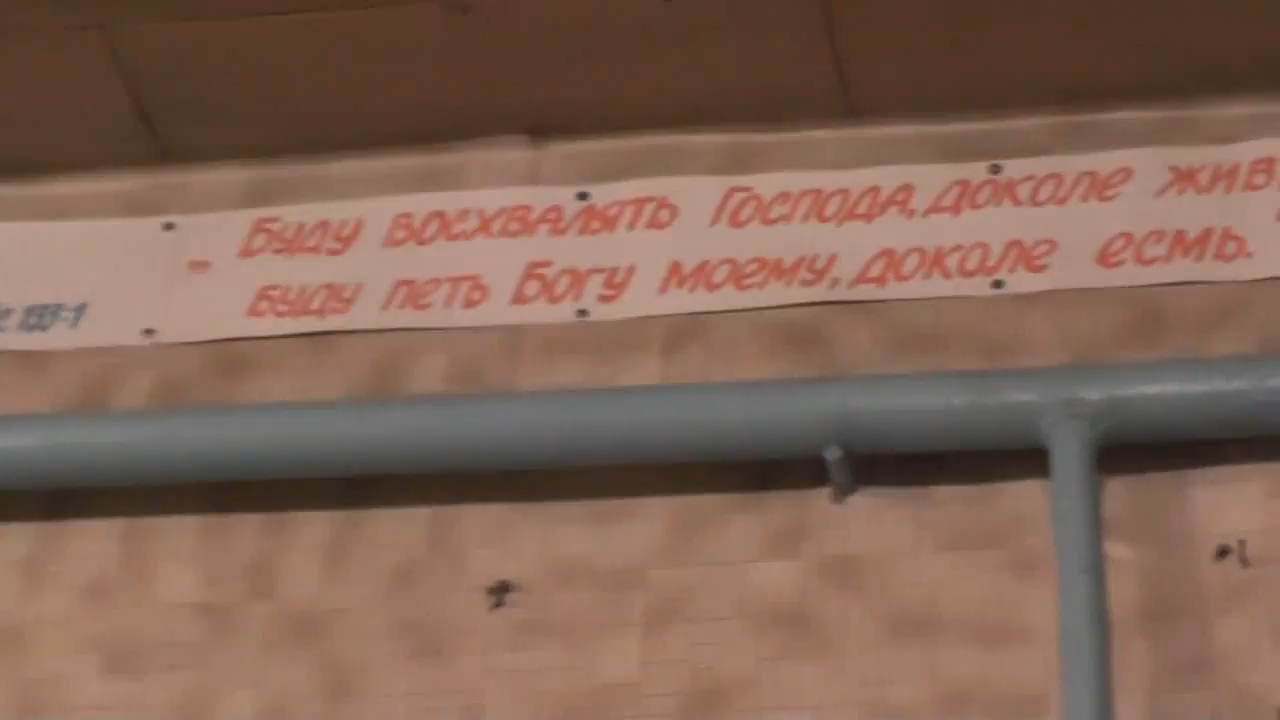 Буду восхвалять Господа, доколе жив,
буду петь Богу моему, доколе есмь.